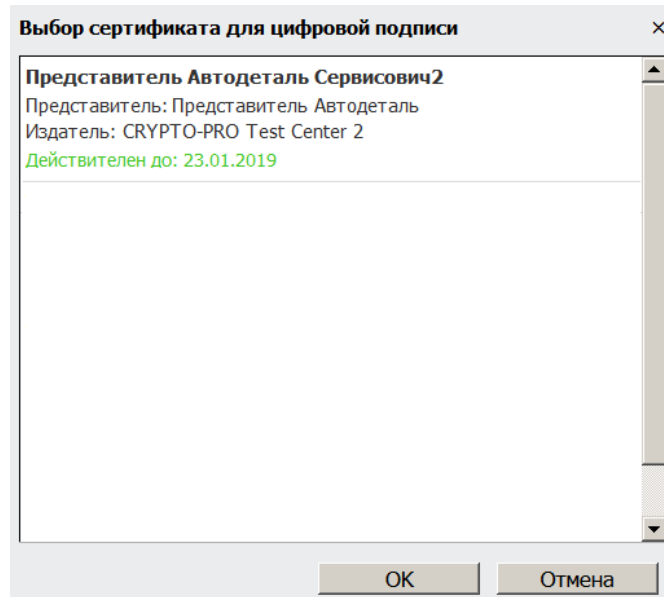 Выбор сертификата для цифровой подписи
Представитель Автодеталь Сервисович2
Представитель: Представитель Автодеталь
Издатель: CRYPTO-PRO Test Center 2
Действителен до: 23.01.2019
OK
Отмена